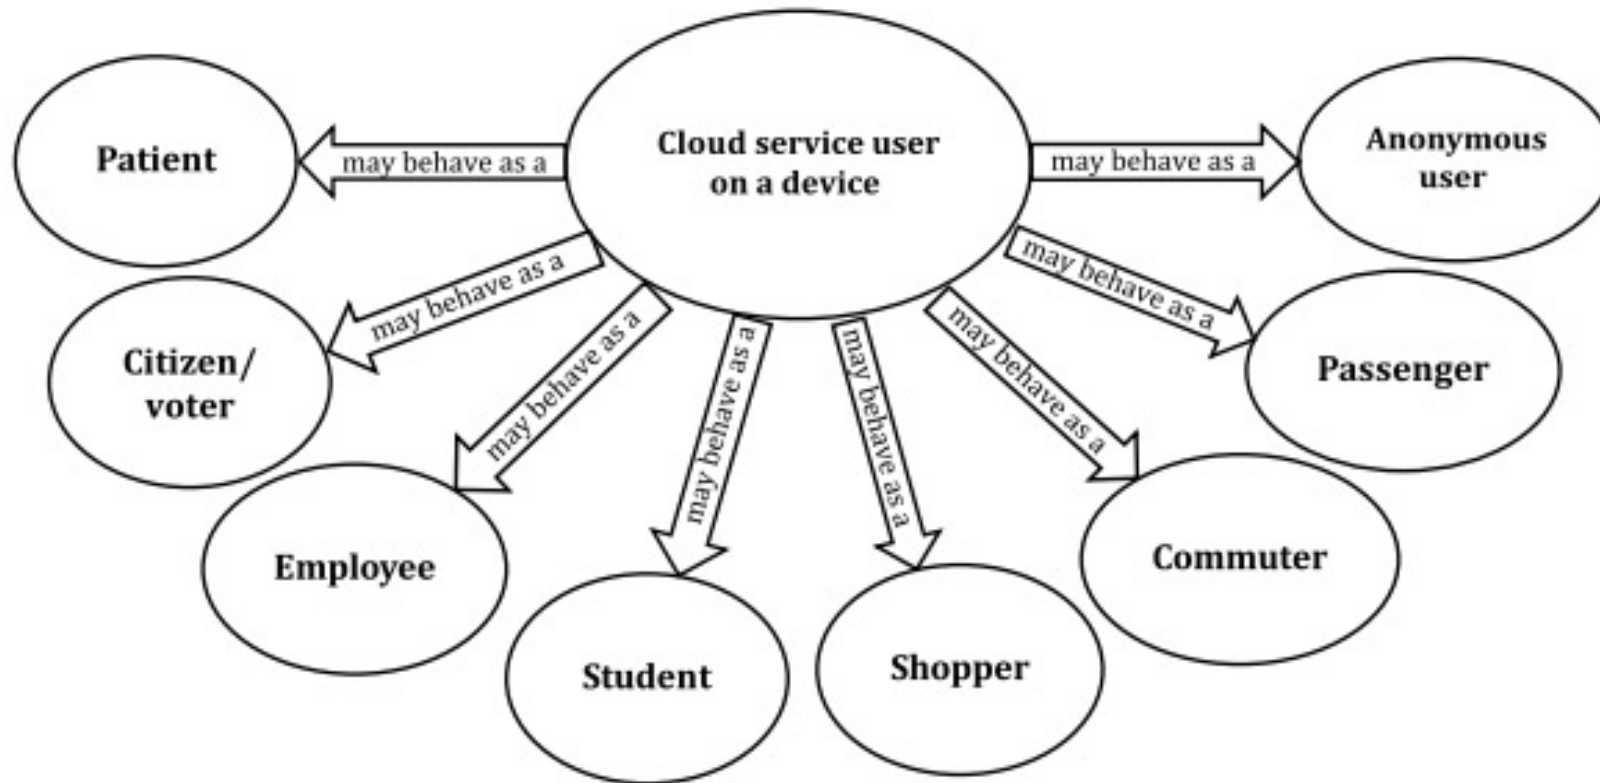 Cloud service user
on a device
Patient
may behave as a
may behave as a
Anonymous
user
may behave as a
may behave as a
Citizen/
voter
Passenger
may behave as a
may behave as a
may behave as a
may behave as a
Employee
Commuter
Student
Shopper